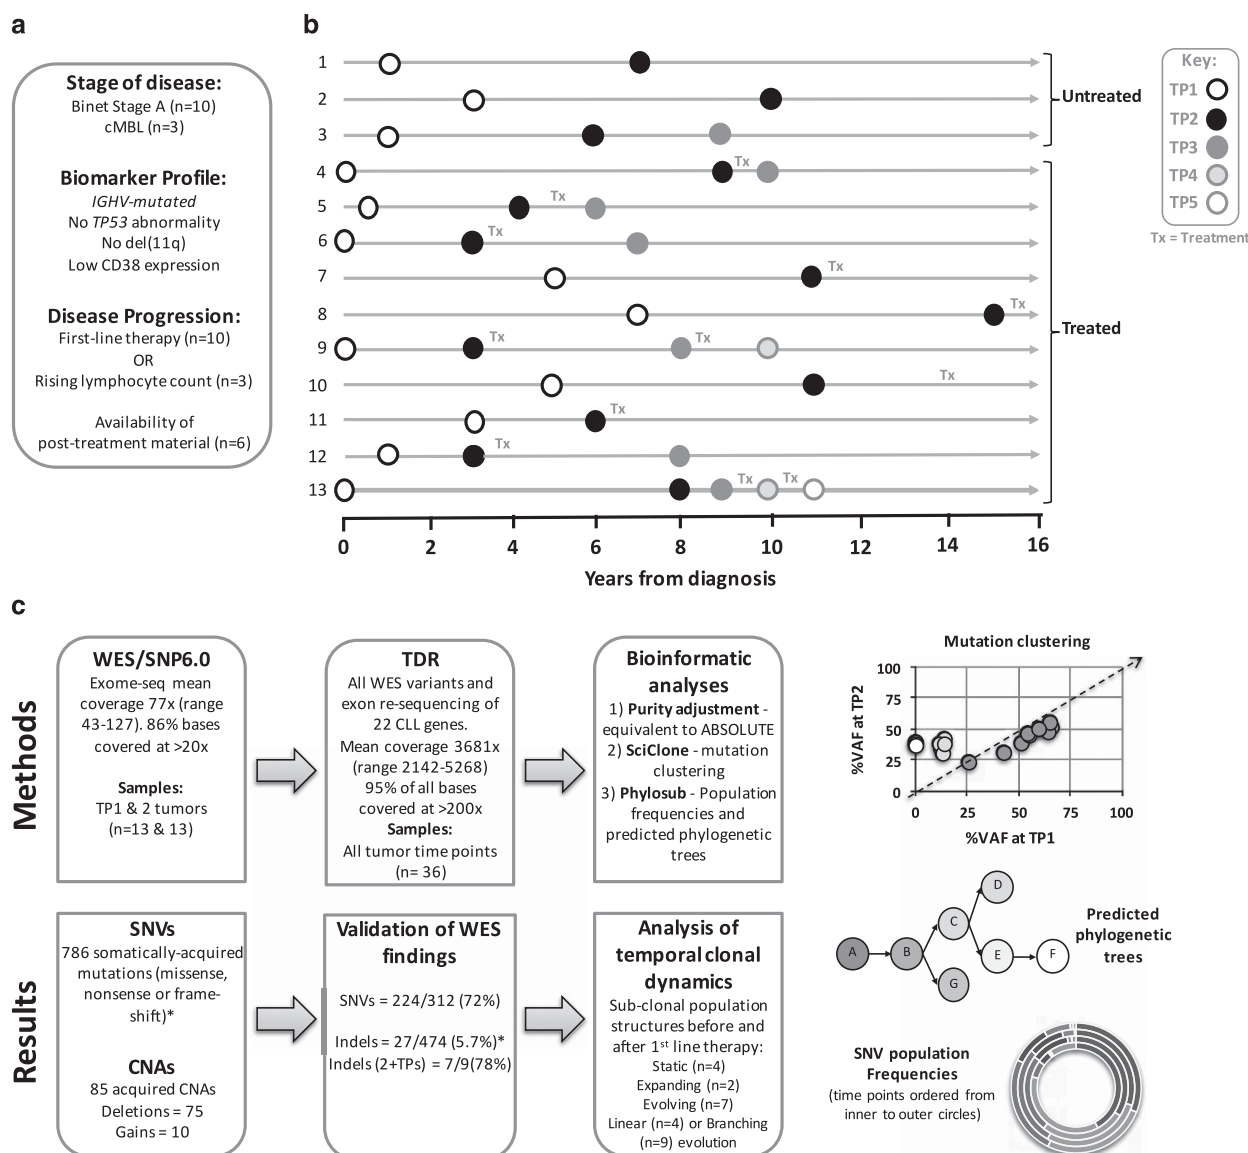 a
Stage of disease:
Binet Stage A (n=10)
cMBL (n=3)
Biomarker Profile:
IGHV-mutated
No TP53 abnormality
No del(11q)
Low CD38 expression
Disease Progression:
First-line therapy (n=10)
OR
Rising lymphocyte count (n=3)
Availability of
post-treatment material (n=6)
b
1
2
3
4 Tx
5 Tx
6 Tx
7 Tx
8 Tx
9 Tx Tx
10 Tx
11 Tx
12 Tx
13 Tx Tx
Untreated
Treated
0 2 4 6 8 10 12 14 16
Years from diagnosis
Key:
TP1
TP2
TP3
TP4
TP5
Tx = Treatment
c
Methods
WES/SNP6.0
Exome-seq mean
coverage 77x (range
43-127). 86% bases
covered at >20x
Samples:
TP1 & 2 tumors
(n=13 & 13)
TDR
All WES variants and
exon re-sequencing of
22 CLL genes.
Mean coverage 3681x
(range 2142-5268)
95% of all bases
covered at >200x
Samples:
All tumor time points
(n= 36)
Bioinformatic
analyses
1) Purity adjustment -
equivalent to ABSOLUTE
2) SciClone - mutation
clustering
3) Phylosub - Population
frequencies and
predicted phylogenetic
trees
Mutation clustering
%VAF at TP2
100
75
50
25
0
0 25 50 75 100
%VAF at TP1
Results
SNVs
786 somatically-acquired
mutations (missense,
nonsense or frame-
shift)*
CNAs
85 acquired CNAs
Deletions = 75
Gains = 10
Validation of WES
findings
SNVs = 224/312 (72%)
Indels = 27/474 (5.7%)*
Indels (2+TPs) = 7/9(78%)
Analysis of
temporal clonal
dynamics
Sub-clonal population
structures before and
after 1st line therapy:
Static (n=4)
Expanding (n=2)
Evolving (n=7)
Linear (n=4) or Branching
(n=9) evolution
A
B
C
D
E
F
G
Predicted
phylogenetic
trees
SNV population
Frequencies
(time points ordered from
inner to outer circles)